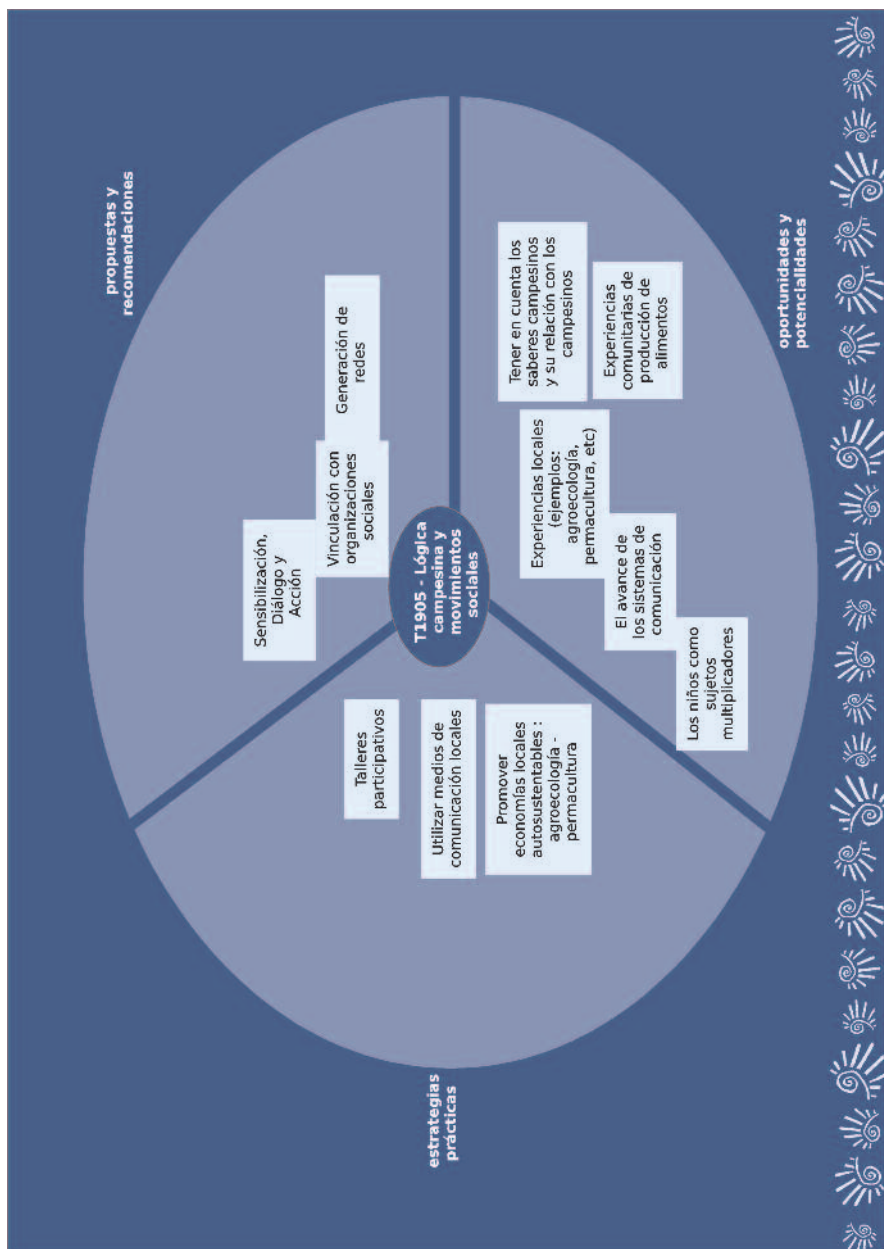 propuestas y
recomendaciones
Sensibilización,
Diálogo y
Acción
Vinculación con
organizaciones
sociales
Generación de
redes
T1905 - Lógica
campesina y
movimientos
sociales
estrategias
prácticas
Talleres
participativos
Utilizar medios de
comunicación locales
Promover
economías locales
autosustentables :
agroecología -
permacultura
oportunidades y
potencialidades
Tener en cuenta los
saberes campesinos
y su relación con los
campesinos
Experiencias
comunitarias de
producción de
alimentos
Experiencias locales
(ejemplos:
agroecología,
permacultura, etc)
El avance de
los sistemas de
comunicación
Los niños como
sujetos
multiplicadores